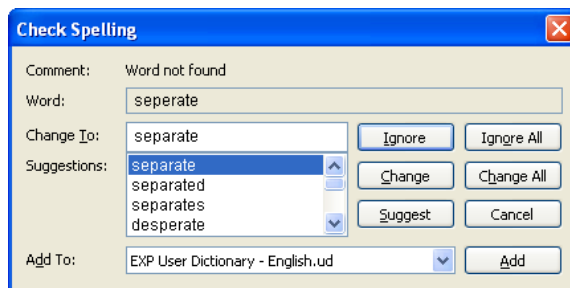 Check Spelling
Comment: Word not found
Word: seperate
Change To: separate Ignore Ignore All
Suggestions: separate
separated Change Change All
separates
desperate Suggest Cancel
Add To: EXP User Dictionary - English.ud Add